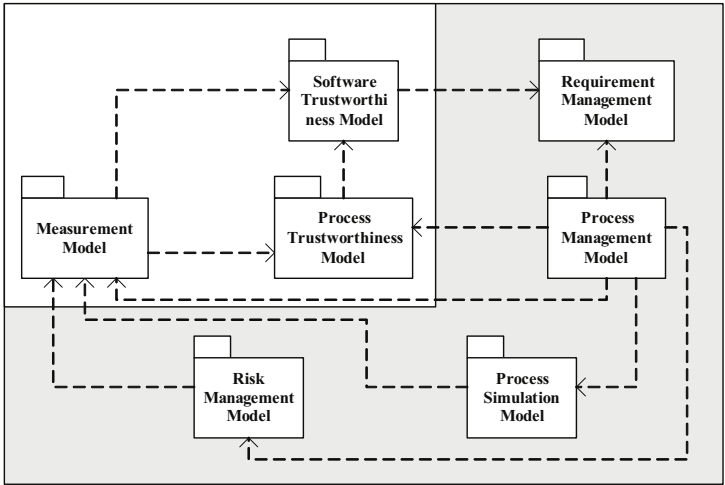 Software
Trustworthi
ness Model
Requirement
Management
Model
Measurement
Model
Process
Trustworthiness
Model
Process
Management
Model
Risk
Management
Model
Process
Simulation
Model